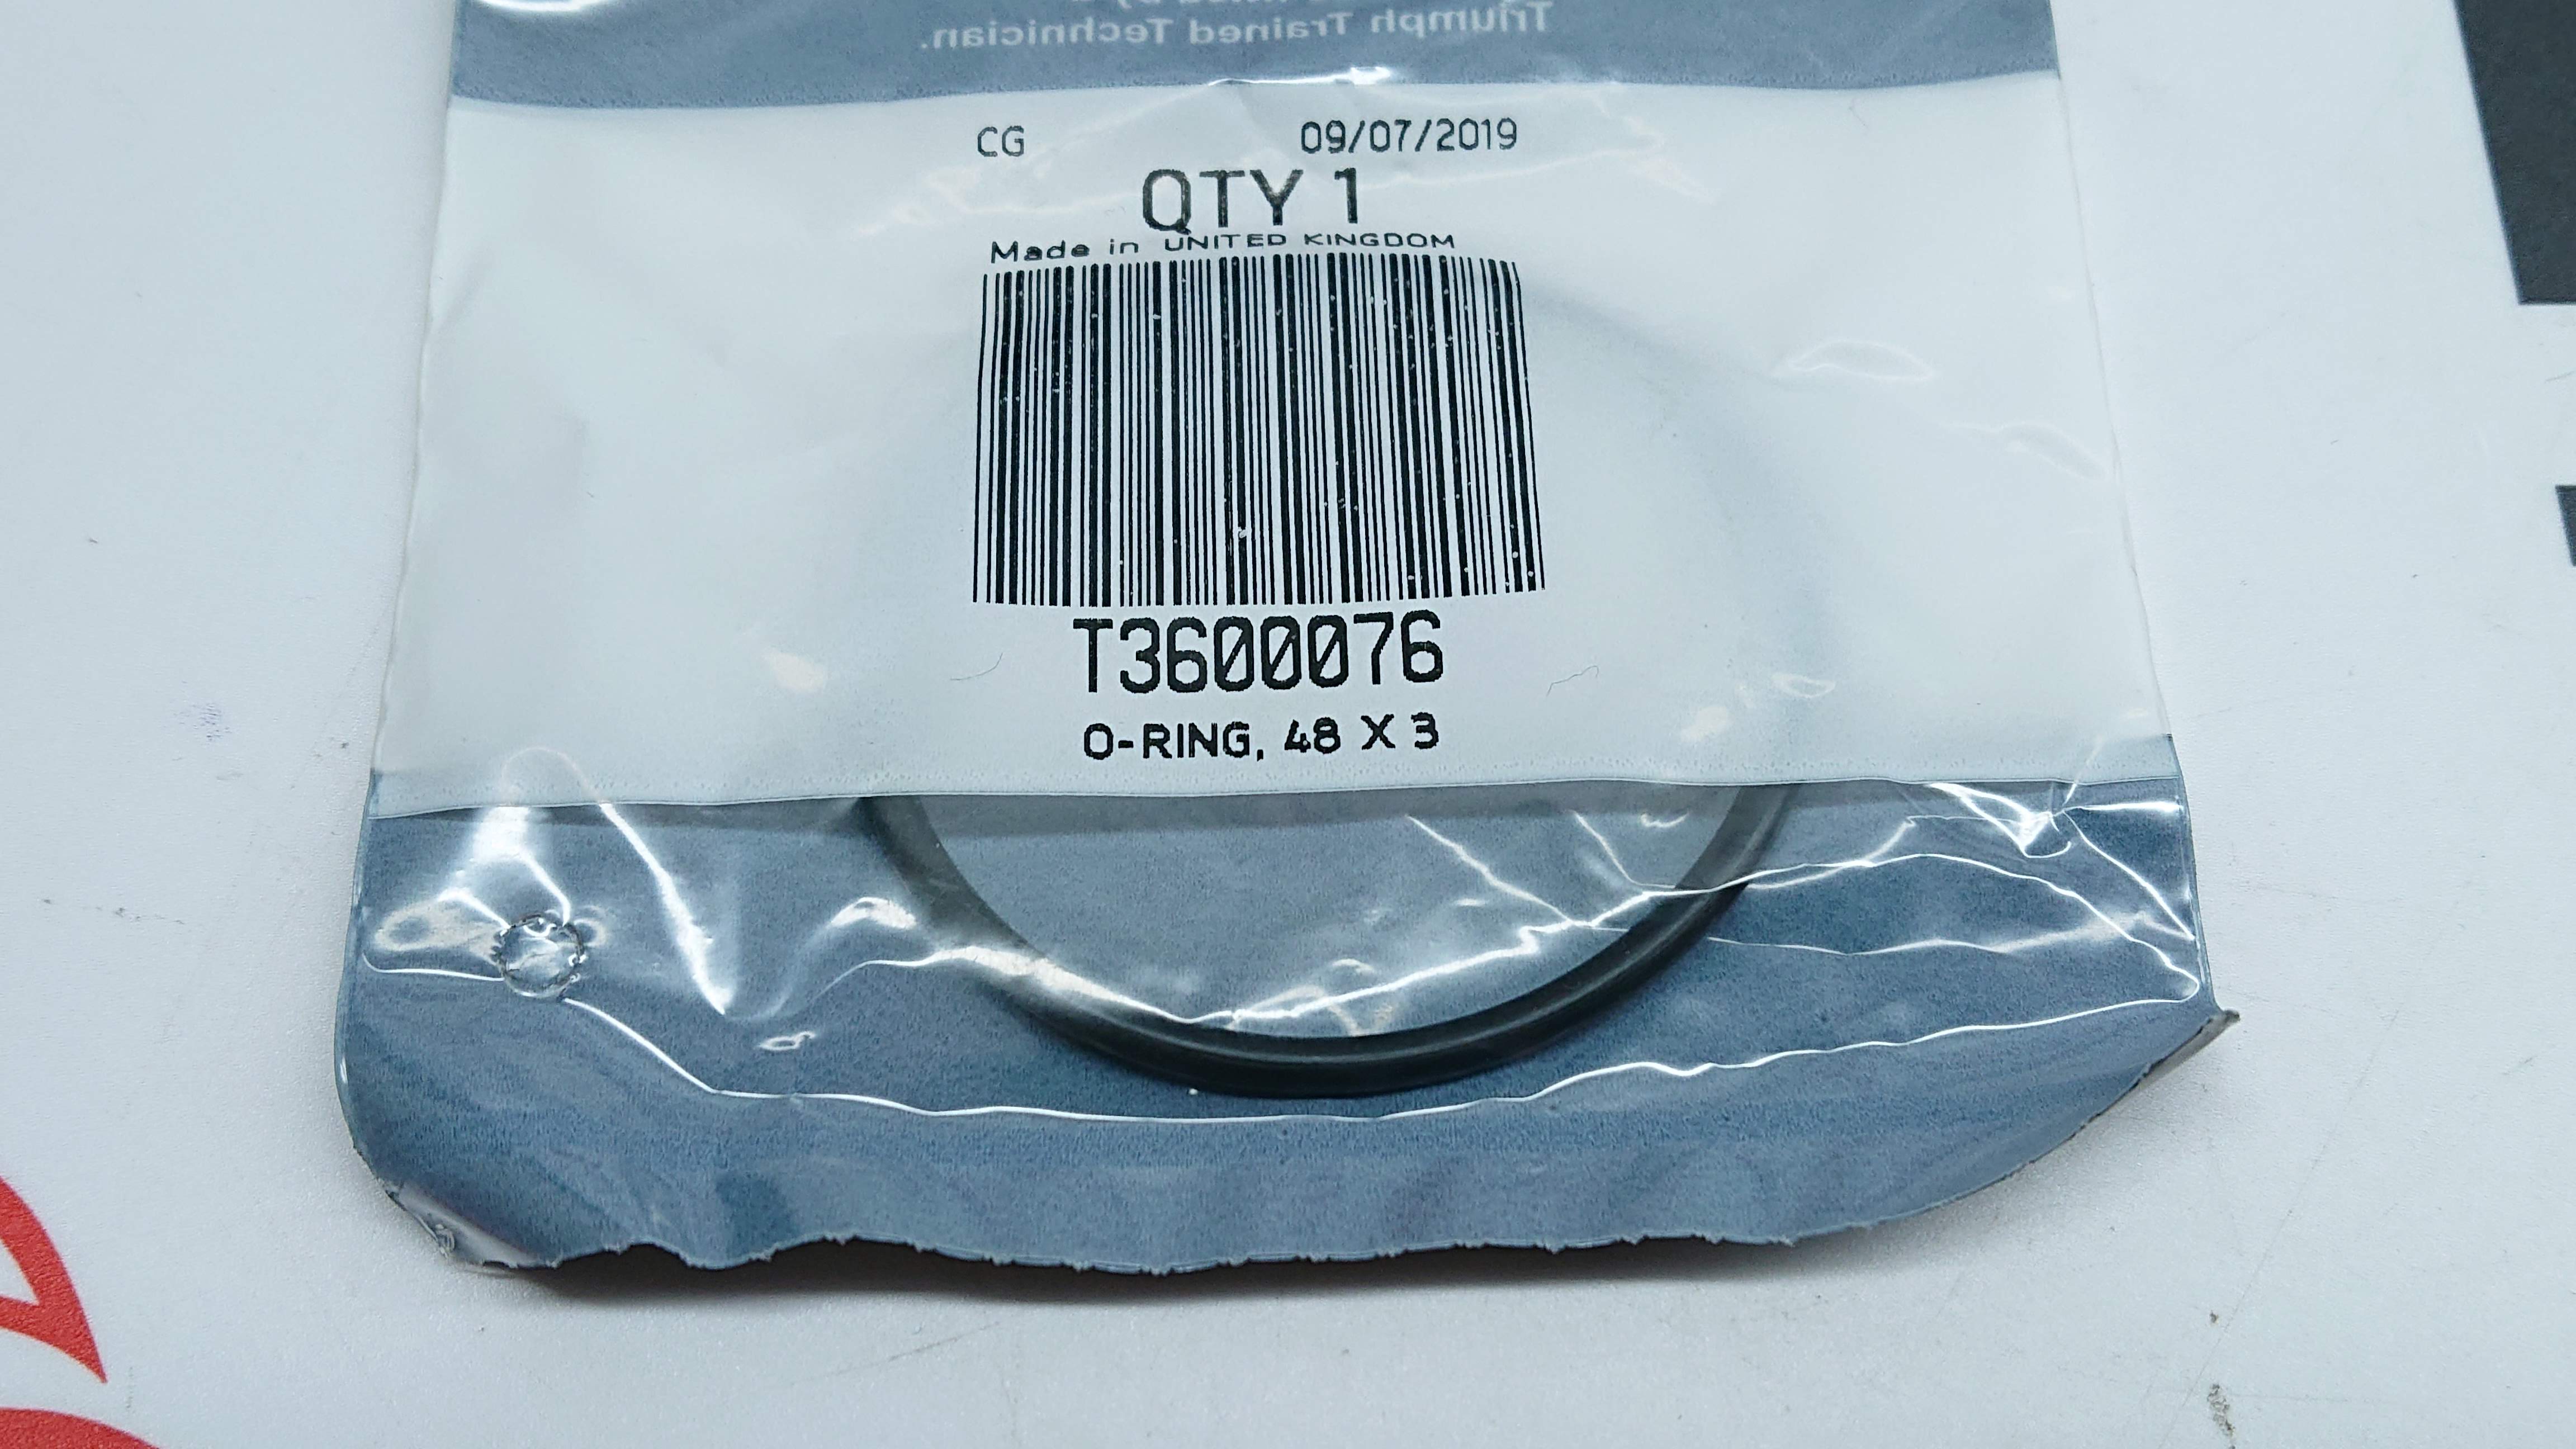 Triumph Trained Technician.
CG 09/07/2019
QTY 1
Made in UNITED KINGDOM
T3600076
O-RING, 48 X 3